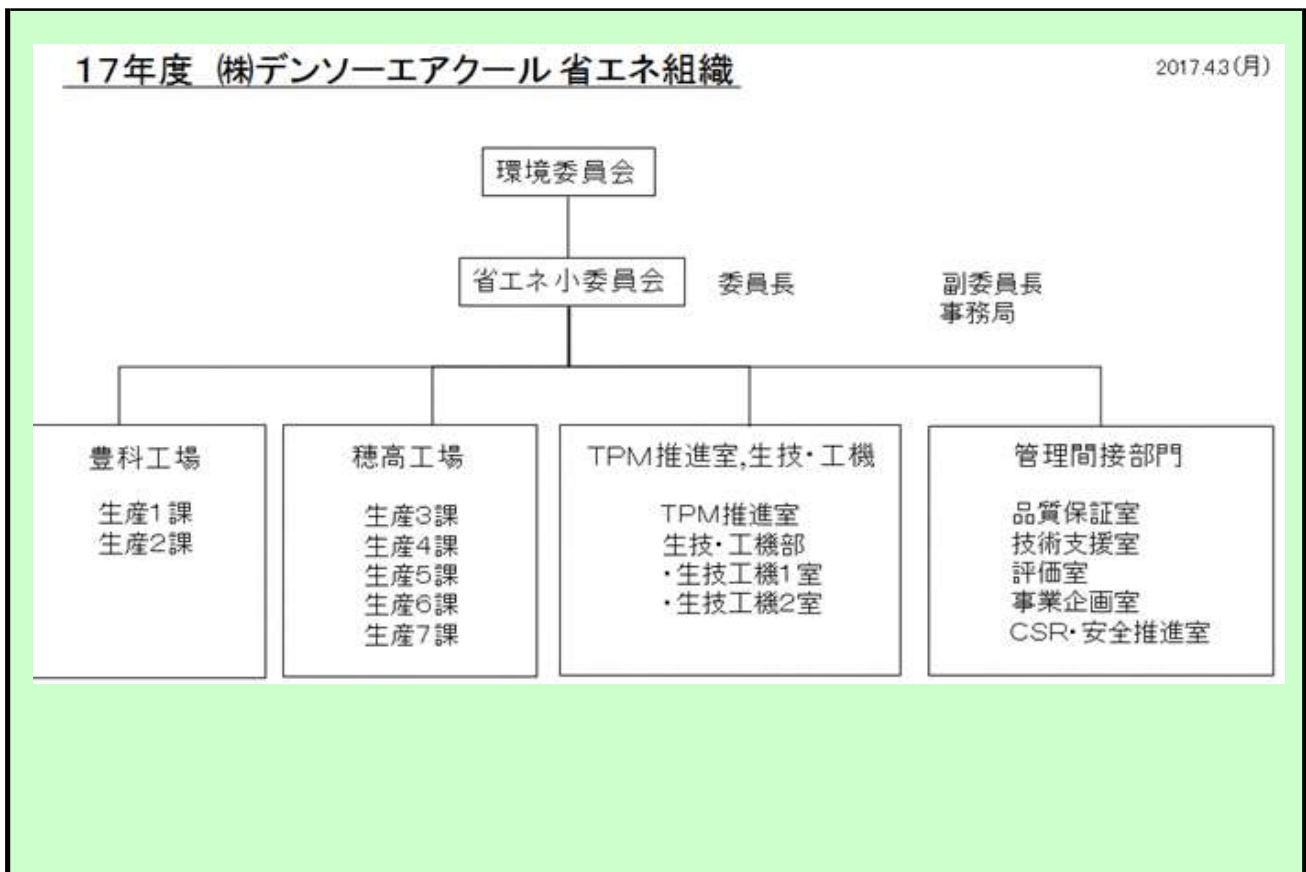 17年度 ㈱デンソーエアクール 省エネ組織
2017.4.3(月)
環境委員会
省エネ小委員会 委員長 副委員長
事務局
豊科工場
生産1課
生産2課
穂高工場
生産3課
生産4課
生産5課
生産6課
生産7課
TPM推進室,生技・工機
TPM推進室
生技・工機部
・生技工機1室
・生技工機2室
管理間接部門
品質保証室
技術支援室
評価室
事業企画室
CSR・安全推進室